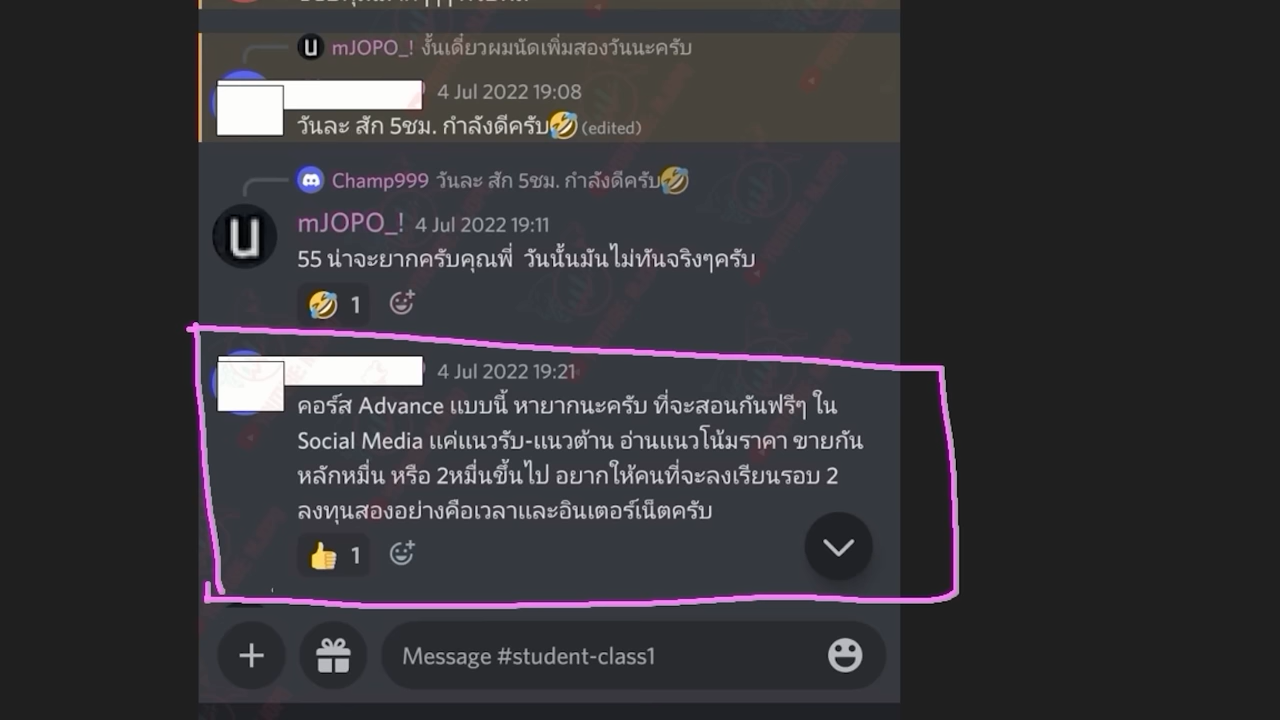 mJOPO_! งั้นเดี๋ยวผมนัดเพิ่มสองวันนะครับ
4 Jul 2022 19:08
วันละ สัก 5ชม. กำลังดีครับ🤣 (edited)
Champ999 วันละ สัก 5ชม. กำลังดีครับ🤣
mJOPO_! 4 Jul 2022 19:11
55 น่าจะยากครับคุณพี่ วันนั้นมันไม่ทันจริงๆครับ
🤣 1
4 Jul 2022 19:21
คอร์ส Advance แบบนี้ หายากนะครับ ที่จะสอนกันฟรีๆ ใน
Social Media แค่แนวรับ-แนวต้าน อ่านแนวโน้มราคา ขายกัน
หลักหมื่น หรือ 2หมื่นขึ้นไป อยากให้คนที่จะลงเรียนรอบ 2
ลงทุนสองอย่างคือเวลาและอินเตอร์เน็ตครับ
👍 1
Message #student-class1